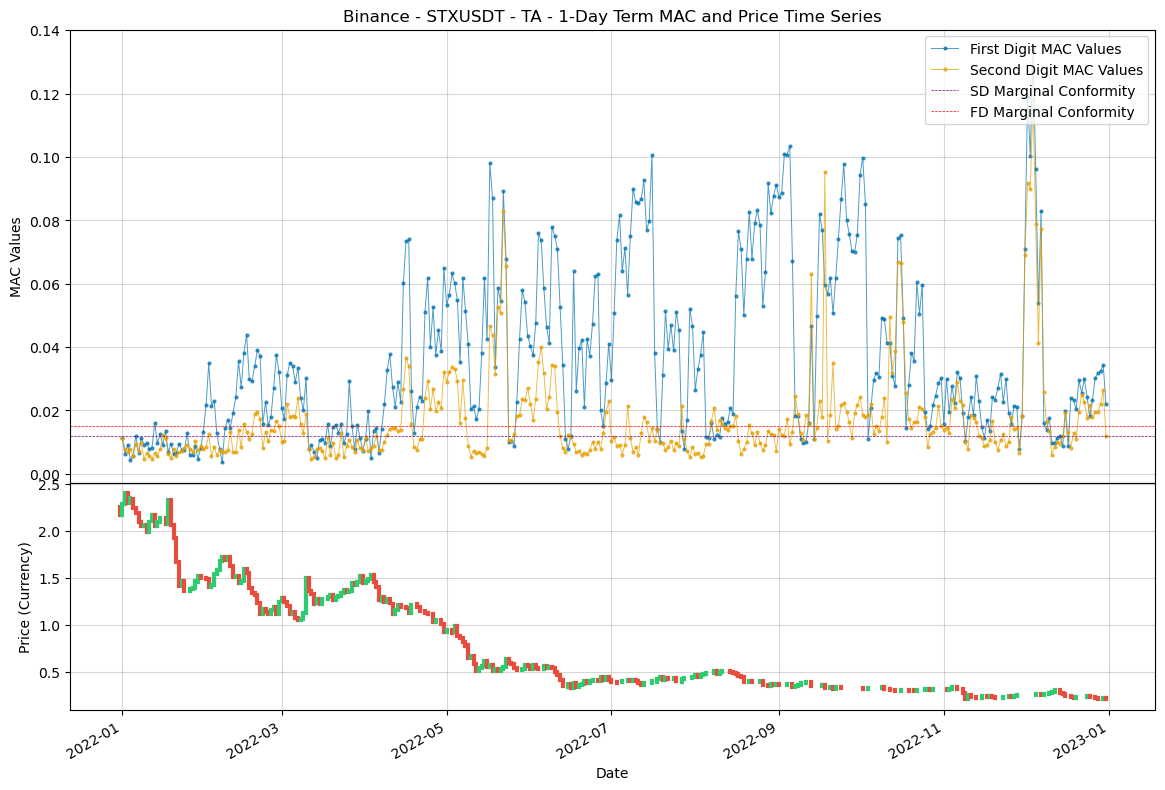 Binance - STXUSDT - TA - 1-Day Term MAC and Price Time Series
First Digit MAC Values
Second Digit MAC Values
SD Marginal Conformity
FD Marginal Conformity
MAC Values
0.14
0.12
0.10
0.08
0.06
0.04
0.02
0.00
Price (Currency)
2.5
2.0
1.5
1.0
0.5
2022-01
2022-03
2022-05
2022-07
2022-09
2022-11
2023-01
Date